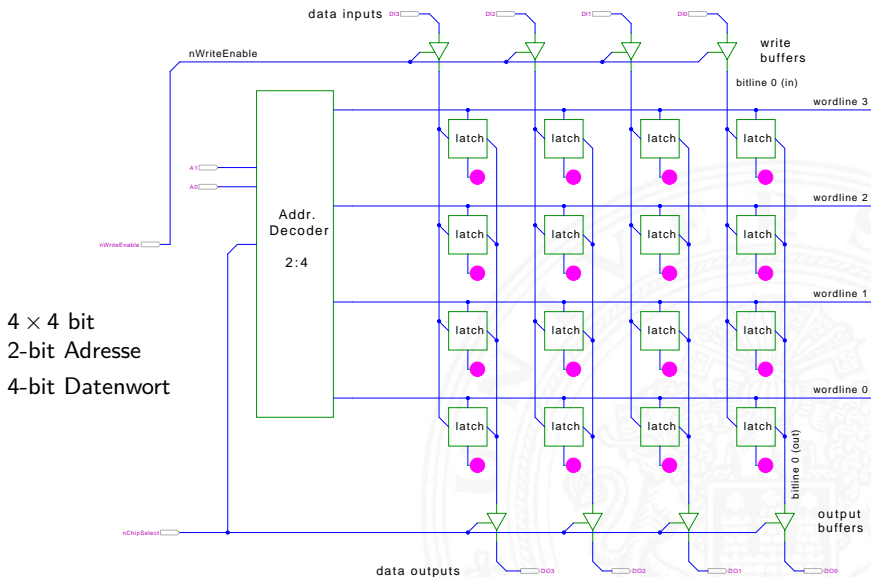 data inputs DI3 DI2 DI1 DI0
write
buffers
nWriteEnable
bitline 0 (in)
wordline 3
latch latch latch latch
A1
A0
wordline 2
Addr.
Decoder
2:4
latch latch latch latch
nWriteEnable
wordline 1
4 × 4 bit
2-bit Adresse
4-bit Datenwort
latch latch latch latch
wordline 0
latch latch latch latch
bitline 0 (out)
output
buffers
nChipSelect
data outputs DO3 DO2 DO1 DO0